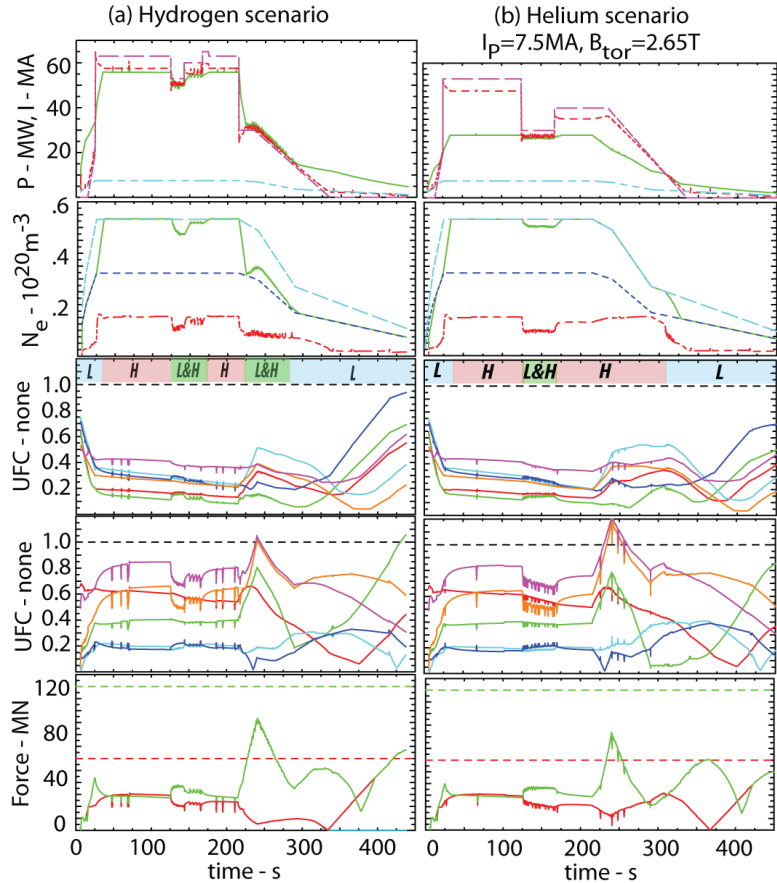 (a) Hydrogen scenario
(b) Helium scenario
I_P=7.5MA, B_tor=2.65T
P - MW, I - MA
60
40
20
N_e - 10^20 m^-3
.6
.4
.2
L H L&H H L&H L
L H L&H H L
UFC - none
1.0
0.8
0.6
0.4
0.2
UFC - none
1.0
0.8
0.6
0.4
0.2
Force - MN
120
80
40
0
0 100 200 300 400
0 100 200 300 400
time - s
time - s